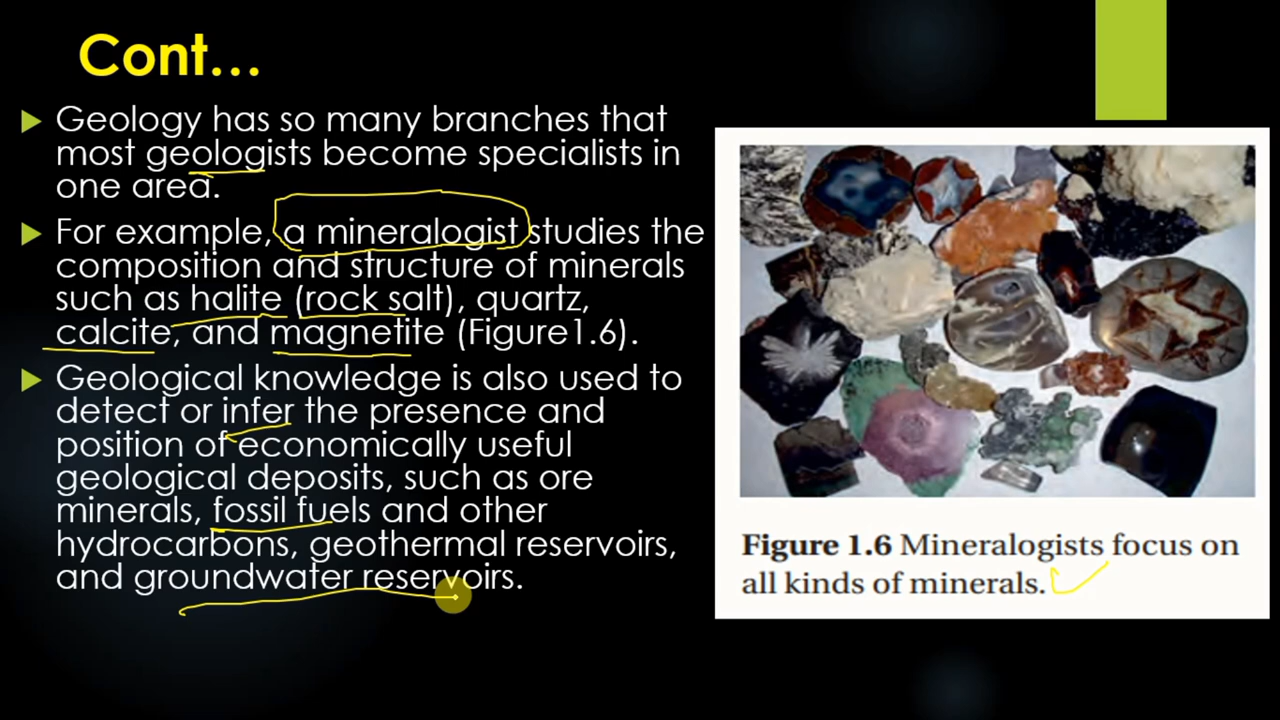 Cont...
Geology has so many branches that
most geologists become specialists in
one area.
For example, a mineralogist studies the
composition and structure of minerals
such as halite (rock salt), quartz,
calcite, and magnetite (Figure1.6).
Geological knowledge is also used to
detect or infer the presence and
position of economically useful
geological deposits, such as ore
minerals, fossil fuels and other
hydrocarbons, geothermal reservoirs,
and groundwater reservoirs.
Figure 1.6 Mineralogists focus on
all kinds of minerals.